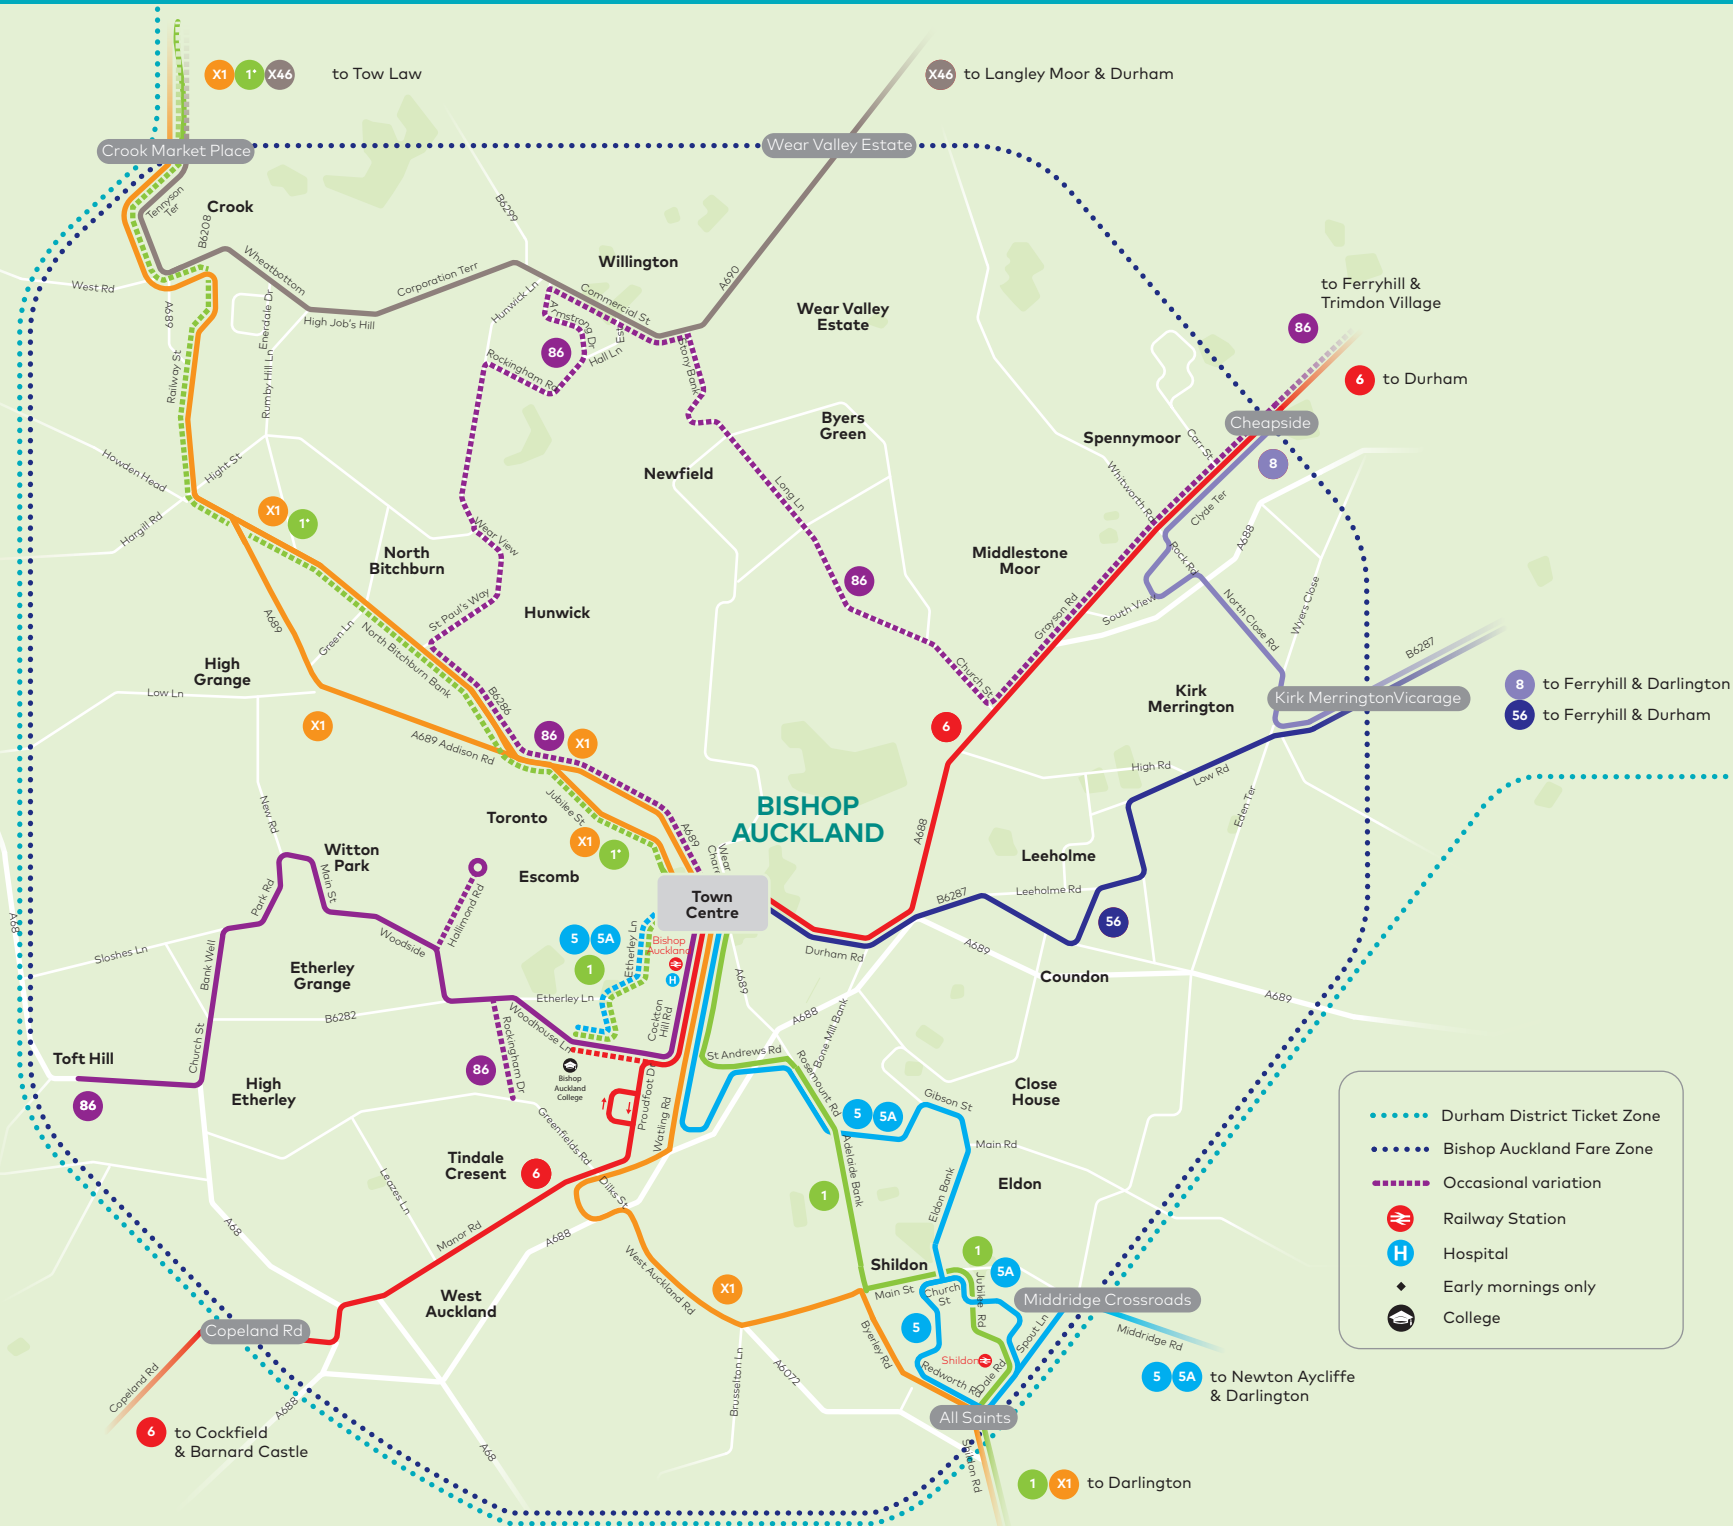 X1 1* X46 to Tow Law
X46 to Langley Moor & Durham
Crook Market Place
Wear Valley Estate
Tennyson
Ter
Crook
B6208
B6299
Wheatbottom
Corporation Terr
Willington
A690
West Rd
A689
Enerdale Dr
High Job's Hill
Hunwick Ln
Commercial St
Armstrong Dr
Est
Wear Valley
Estate
to Ferryhill &
Trimdon Village
86
6 to Durham
Railway St
Rumby Hill Ln
86
Hall Ln
Rockingham Rd
Stony Bank
Byers
Green
Cheapside
Spennymoor
Carr St
8
Howden Head
Hight St
Newfield
Whitworth Rd
Long Ln
Clyde Ter
Hargill Rd
X1 1*
Wear View
A688
North
Bitchburn
Middlestone
Moor
Rock Rd
86
St Paul's Way
Hunwick
Grayson Rd
South View
North Close Rd
Wyers Close
A689
Green Ln
North Bitchburn Bank
B6287
High
Grange
Low Ln
B6286
Church St
Kirk
Merrington
Kirk MerringtonVicarage
8 to Ferryhill & Darlington
56 to Ferryhill & Durham
X1
A689 Addison Rd
86 X1
6
High Rd
Low Rd
Jubilee St
New Rd
Toronto
A689
BISHOP
AUCKLAND
A688
Eden Ter
X1 1*
Wear
Witton
Park
Main St
Escomb
Leeholme
Park Rd
Hallimond Rd
Town
Centre
B6287
Leeholme Rd
56
A68
Woodside
5 5A
Etherley Ln
Bishop
Auckland
H
Durham Rd
A689
Sloshes Ln
Bank Well
Etherley
Grange
1
Coundon
A689
A689
Etherley Ln
B6282
Woodhouse Ln
Cockton
Hill Rd
A688
Bone Mill Bank
Toft Hill
Church St
Rockingham Dr
St Andrews Rd
Rosemount Rd
86
High
Etherley
86
Bishop
Auckland
College
Proudfoot Dr
Close
House
Gibson St
5 5A
Watling Rd
Greenfields Rd
Adelaide Bank
Main Rd
Tindale
Cresent
6
Dilks St
1
Eldon Bank
Eldon
Leazes Ln
A68
Manor Rd
A688
West Auckland Rd
Shildon
1
5A
X1
Main St
Church
St
Jubilee Rd
Middridge Crossroads
West
Auckland
Copeland Rd
5
Byerley Rd
Spout Ln
Middridge Rd
Shildon
Redworth Rd
Dale Rd
Copeland Rd
A688
Brusselton Ln
A6072
5 5A to Newton Aycliffe
& Darlington
All Saints
6 to Cockfield
& Barnard Castle
A68
Shildon Rd
1 X1 to Darlington
Durham District Ticket Zone
Bishop Auckland Fare Zone
Occasional variation
Railway Station
H Hospital
Early mornings only
College